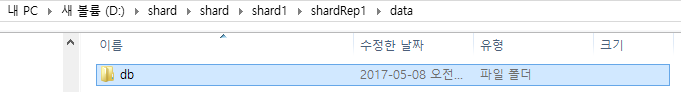 내 PC ▸ 새 볼륨 (D:) ▸ shard ▸ shard ▸ shard1 ▸ shardRep1 ▸ data
이름 수정한 날짜 유형 크기
db 2017-05-08 오전... 파일 폴더